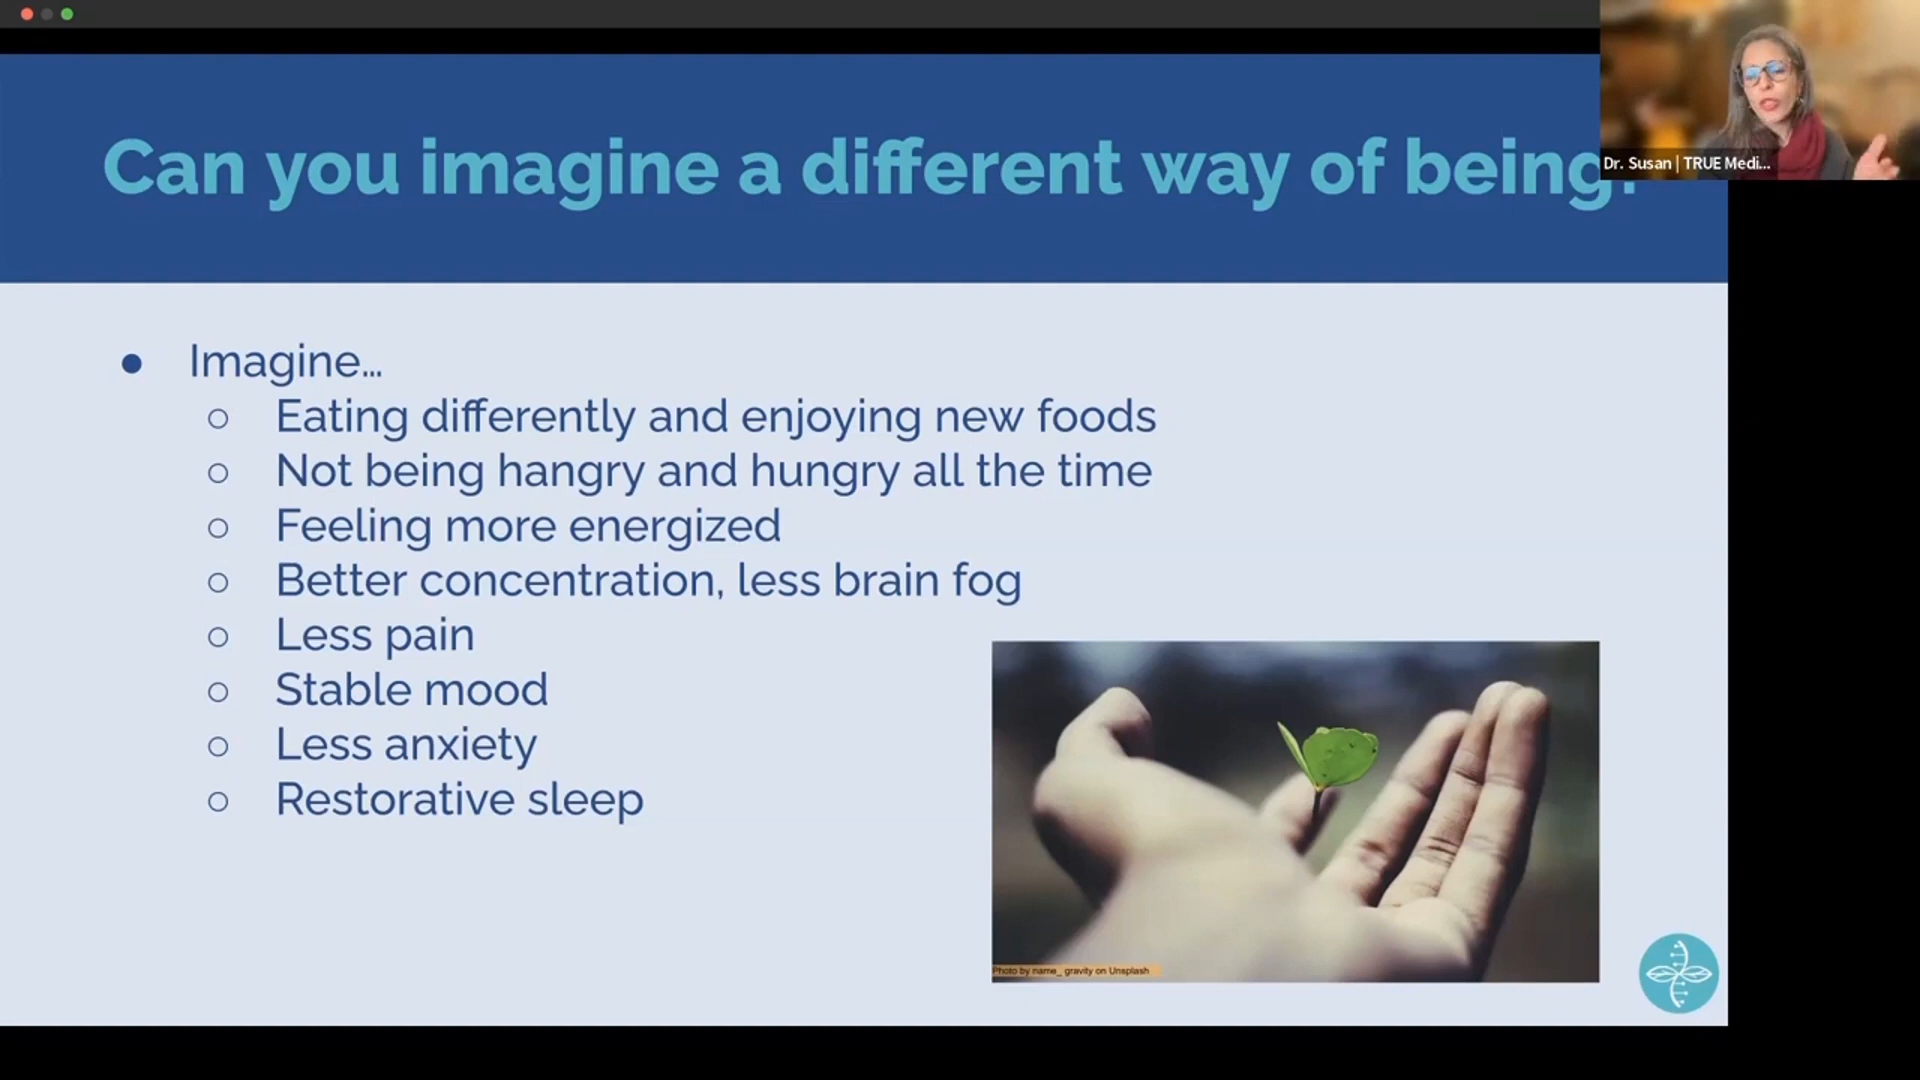 Can you imagine a different way of being?
Dr. Susan | TRUE Medi...
● Imagine...
○ Eating differently and enjoying new foods
○ Not being hangry and hungry all the time
○ Feeling more energized
○ Better concentration, less brain fog
○ Less pain
○ Stable mood
○ Less anxiety
○ Restorative sleep
Photo by name_ gravity on Unsplash